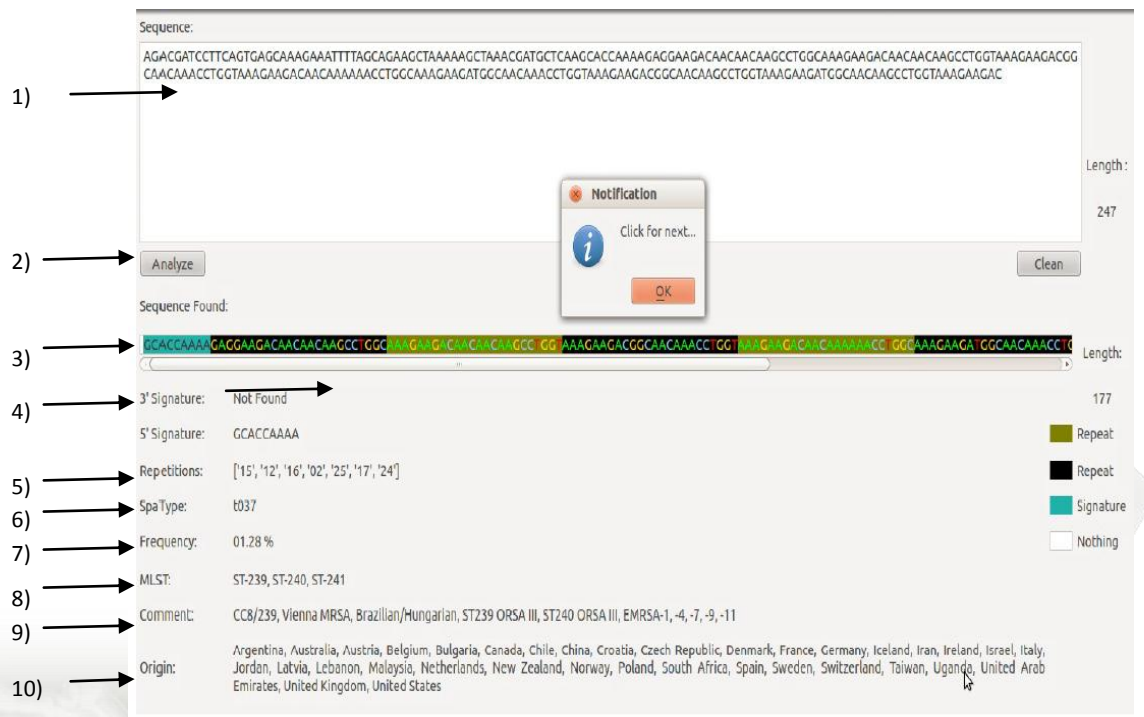 Sequence:
AGACGATCCTTCAGTGAGCAAAGAAATTTTAGCAGAAGCTAAAAAGCTAAACGATGCTCAAGCACCAAAAGAGGAAGACAACAACAAGCCTGGCAAAGAAGACAACAACAAGCCTGGTAAAGAAGACGG
CAACAAACCTGGTAAAGAAGACAACAAAAAACCTGGCAAAGAAGATGGCAACAAACCTGGTAAAGAAGACGGCAACAAGCCTGGTAAAGAAGATGGCAACAAGCCTGGTAAAGAAGAC
1)
Length :
Notification
247
Click for next...
2)
Analyze
Clean
OK
Sequence Found:
GCACCAAAAGAGGAAGACAACAACAAGCCTGGCAAAGAAGACAACAACAAGCCTGGTAAAGAAGACGGCAACAAACCTGGTAAAGAAGACAACAAAAAACCTGGCAAAGAAGATGGCAACAAACCTG
3)
Length:
4)
3' Signature: Not Found
177
5' Signature: GCACCAAAA
Repeat
5)
Repetitions: ['15', '12', '16', '02', '25', '17', '24']
Repeat
6)
SpaType: t037
Signature
7)
Frequency: 01.28 %
Nothing
8)
MLST: ST-239, ST-240, ST-241
9)
Comment: CC8/239, Vienna MRSA, Brazilian/Hungarian, ST239 ORSA III, ST240 ORSA III, EMRSA-1, -4, -7, -9, -11
10)
Origin:
Argentina, Australia, Austria, Belgium, Bulgaria, Canada, Chile, China, Croatia, Czech Republic, Denmark, France, Germany, Iceland, Iran, Ireland, Israel, Italy,
Jordan, Latvia, Lebanon, Malaysia, Netherlands, New Zealand, Norway, Poland, South Africa, Spain, Sweden, Switzerland, Taiwan, Uganda, United Arab
Emirates, United Kingdom, United States